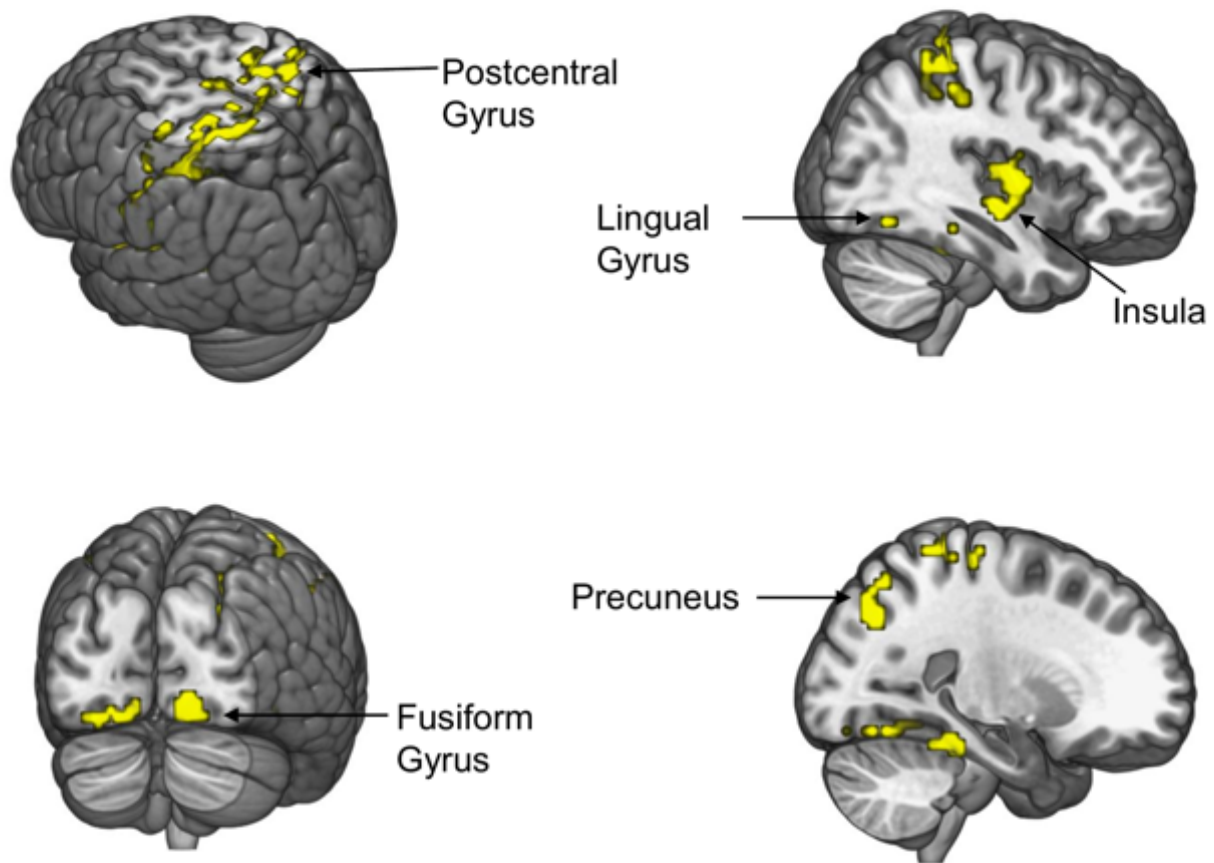 Postcentral
Gyrus
Lingual
Gyrus
Insula
Precuneus
Fusiform
Gyrus